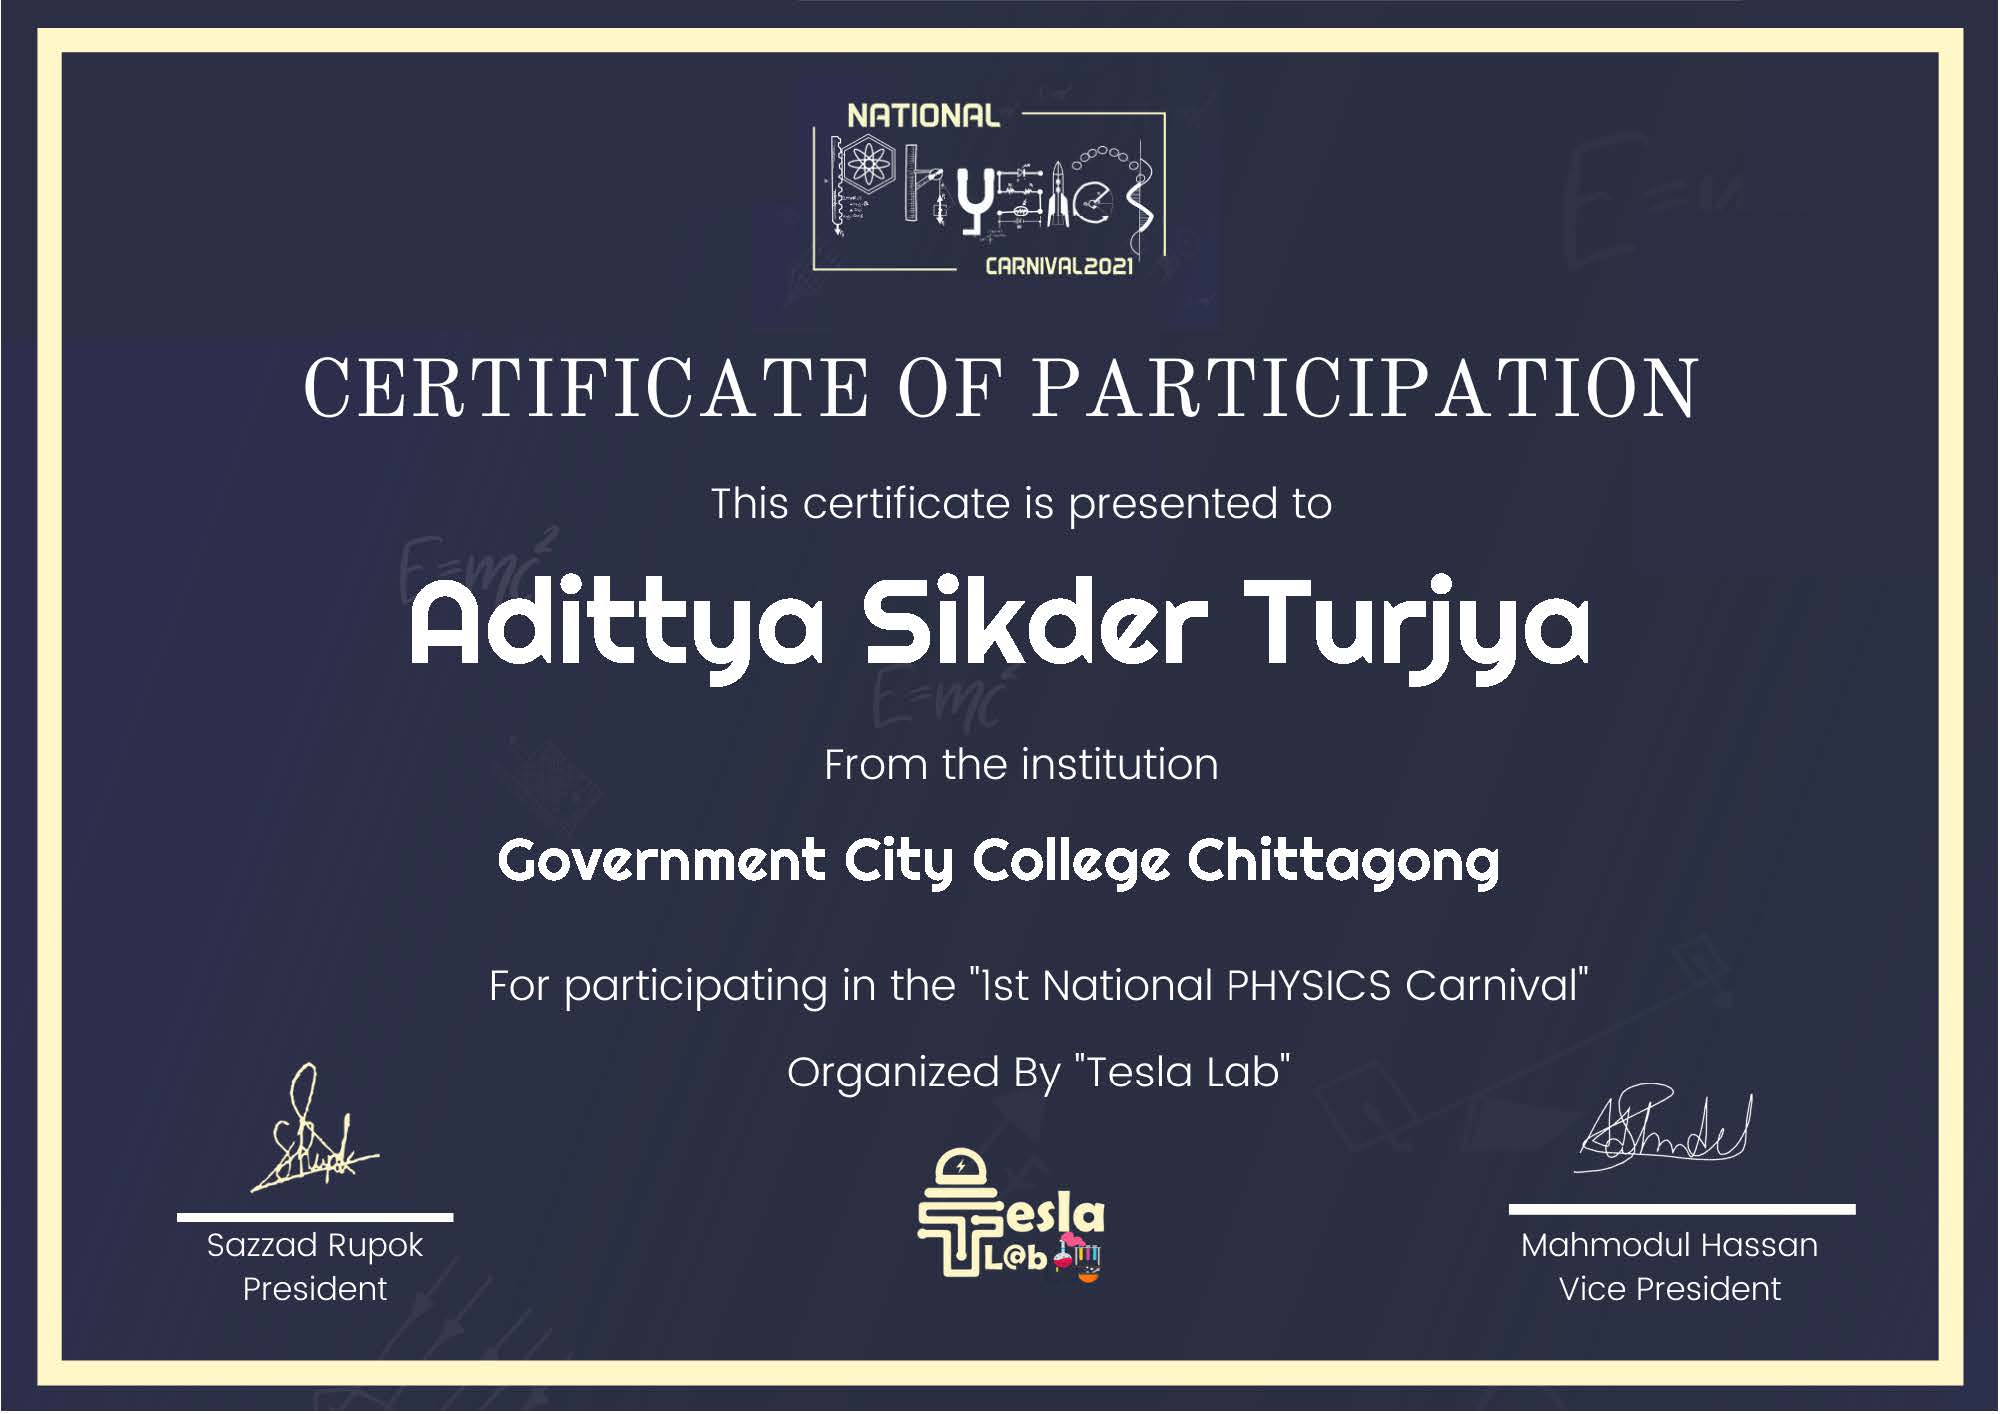 NATIONAL
Physics
CARNIVAL2021
E=m
CERTIFICATE OF PARTICIPATION
This certificate is presented to
E=mc²
Adittya Sikder Turjya
E=mc²
From the institution
Government City College Chittagong
For participating in the "1st National PHYSICS Carnival"
Organized By "Tesla Lab"
Tesla
L@b
Sazzad Rupok
President
Mahmodul Hassan
Vice President